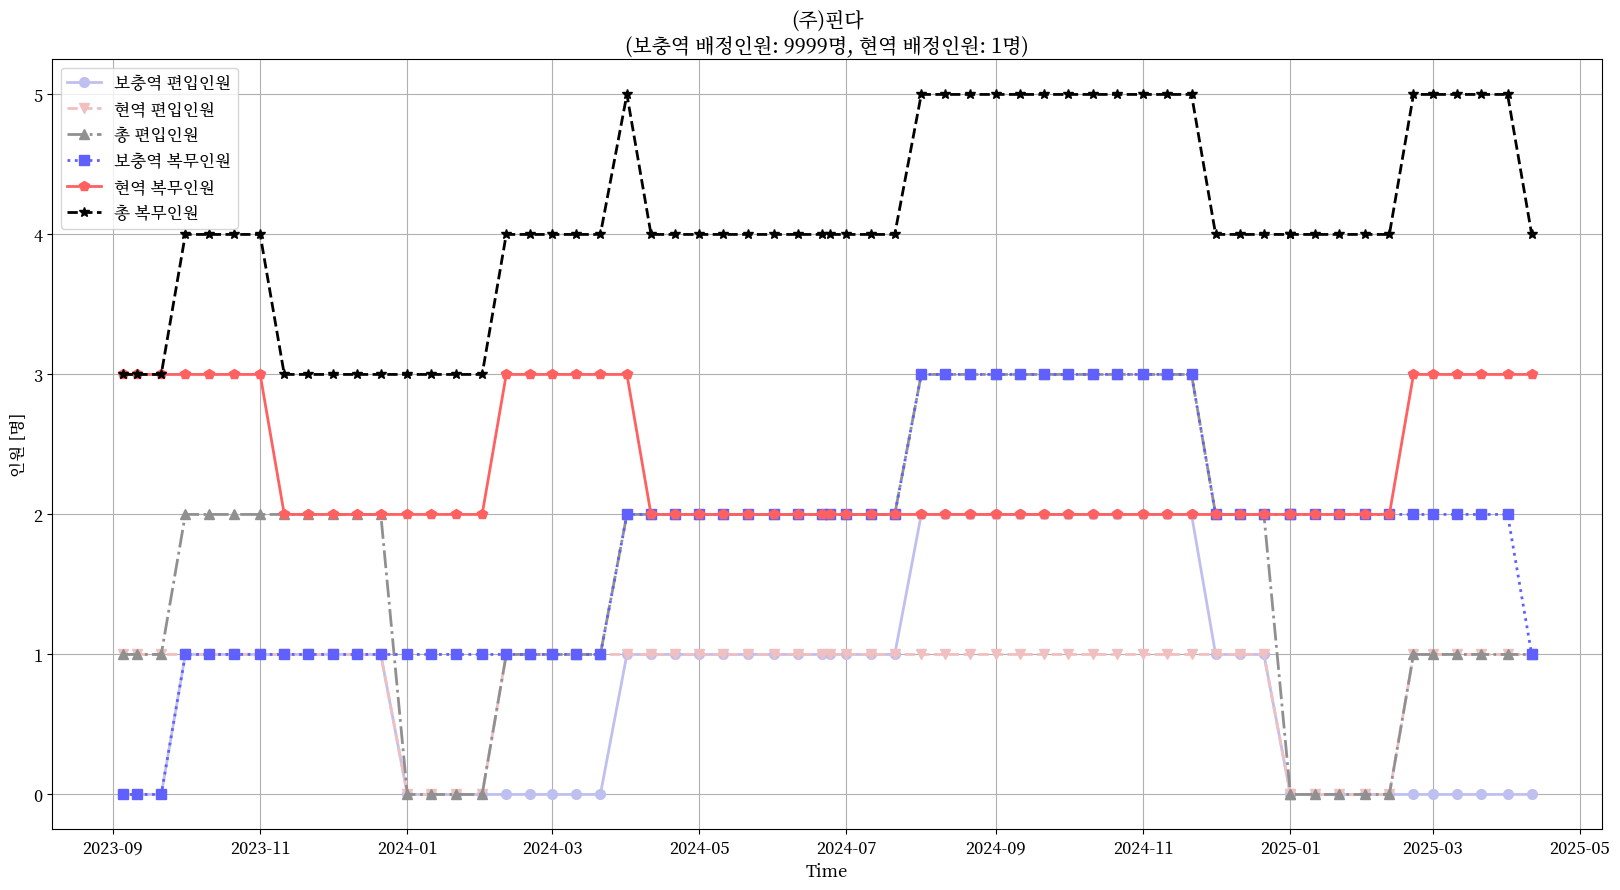 (주)핀다
(보충역 배정인원: 9999명, 현역 배정인원: 1명)
보충역 편입인원
현역 편입인원
총 편입인원
보충역 복무인원
현역 복무인원
총 복무인원
인원 [명]
5
4
3
2
1
0
2023-09
2023-11
2024-01
2024-03
2024-05
2024-07
2024-09
2024-11
2025-01
2025-03
2025-05
Time